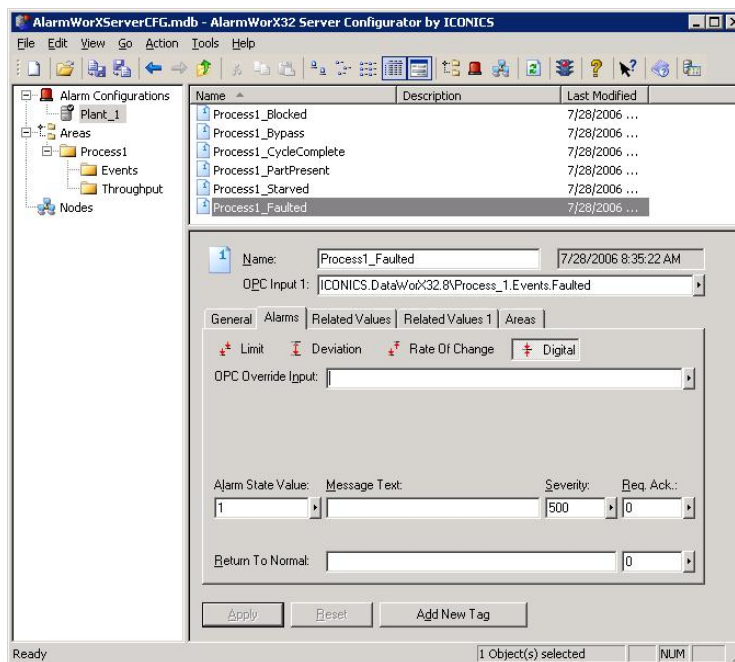 AlarmWorXServerCFG.mdb - AlarmWorX32 Server Configurator by ICONICS
File Edit View Go Action Tools Help
Alarm Configurations
Plant_1
Areas
Process1
Events
Throughput
Nodes
Name Description Last Modified
Process1_Blocked 7/28/2006 ...
Process1_Bypass 7/28/2006 ...
Process1_CycleComplete 7/28/2006 ...
Process1_PartPresent 7/28/2006 ...
Process1_Starved 7/28/2006 ...
Process1_Faulted 7/28/2006 ...
Name: Process1_Faulted 7/28/2006 8:35:22 AM
OPC Input 1: ICONICS.DataWorX32.8\Process_1.Events.Faulted
General Alarms Related Values Related Values 1 Areas
Limit Deviation Rate Of Change Digital
OPC Override Input:
Alarm State Value: Message Text: Severity: Req. Ack.:
1 500 0
Return To Normal: 0
Apply Reset Add New Tag
Ready 1 Object(s) selected NUM